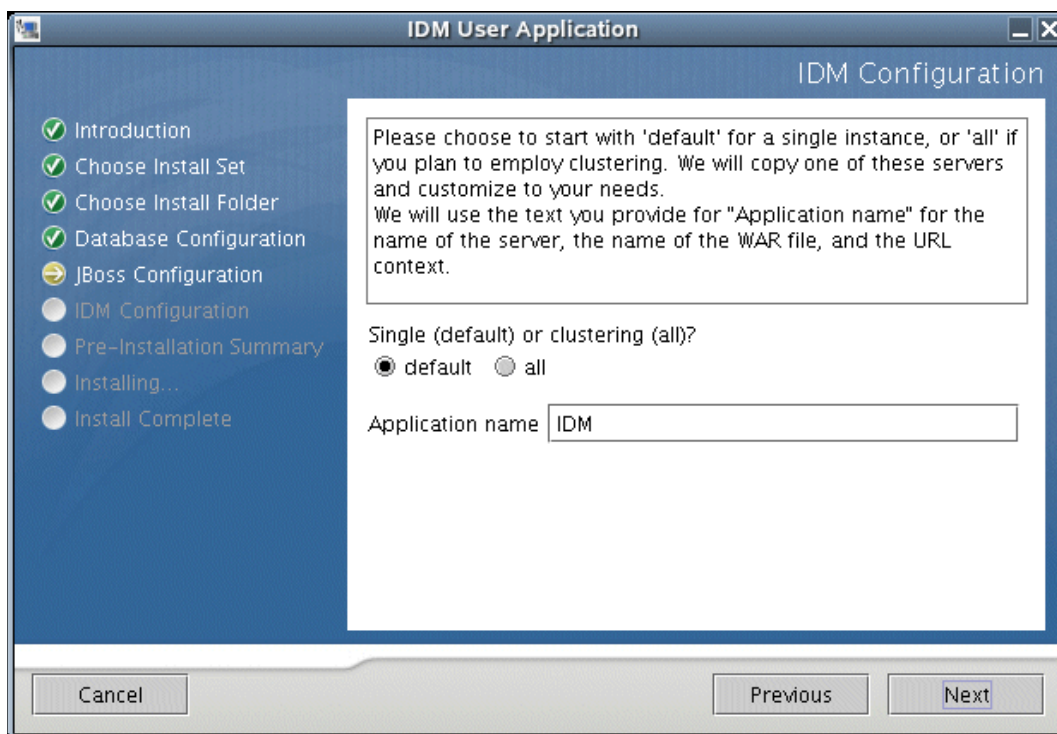 IDM User Application
IDM Configuration
Introduction
Choose Install Set
Choose Install Folder
Database Configuration
JBoss Configuration
IDM Configuration
Pre-Installation Summary
Installing...
Install Complete
Please choose to start with 'default' for a single instance, or 'all' if
you plan to employ clustering. We will copy one of these servers
and customize to your needs.
We will use the text you provide for "Application name" for the
name of the server, the name of the WAR file, and the URL
context.
Single (default) or clustering (all)?
default all
Application name IDM
Cancel Previous Next